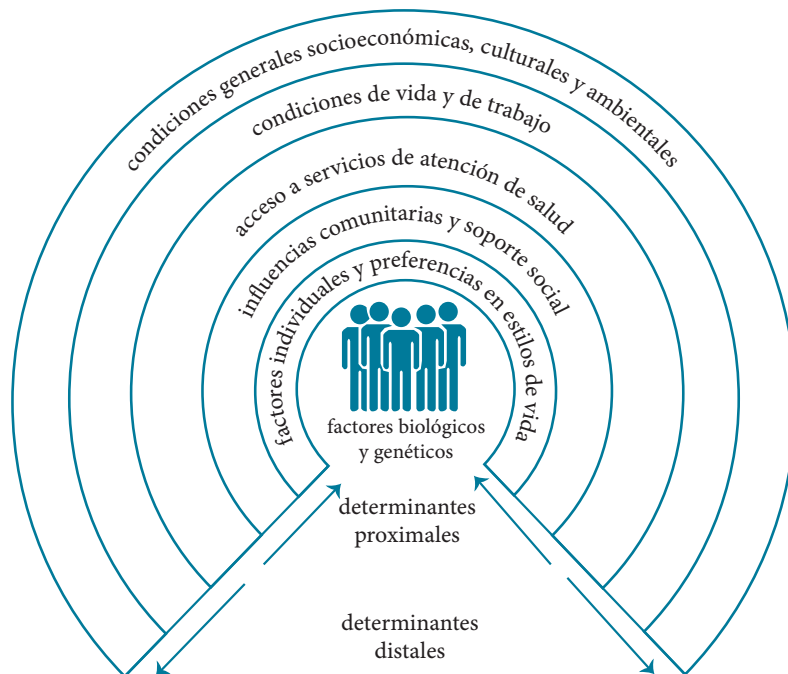 condiciones generales socioeconómicas, culturales y ambientales
condiciones de vida y de trabajo
acceso a servicios de atención de salud
influencias comunitarias y soporte social
factores individuales y preferencias en estilos de vida
factores biológicos
y genéticos
determinantes
proximales
determinantes
distales